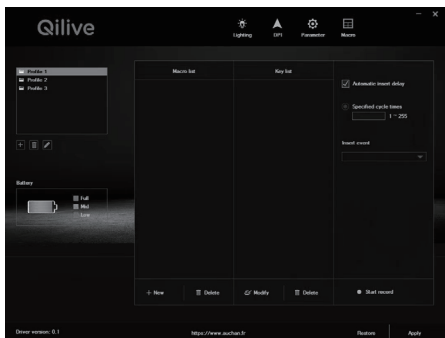 Qilive
Lighting
DPI
Parameter
Macro
Profile 1
Profile 2
Profile 3
Macro list
Key list
Automatic insert delay
Specified cycle times
1 ~ 255
Insert event
Battery
Full
Mid
Low
+ New
Delete
Modify
Delete
Start record
Driver version: 0.1
https://www.auchan.fr
Restore
Apply